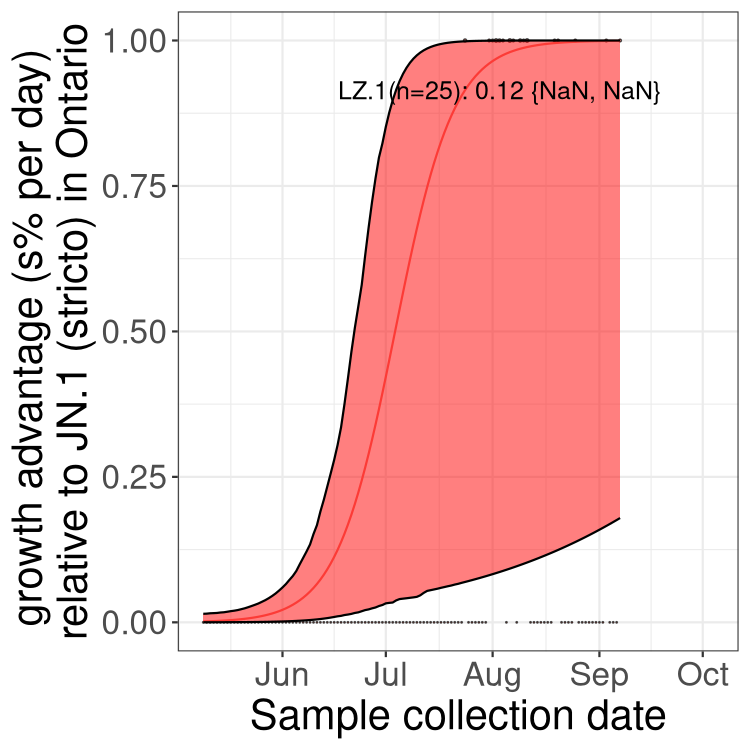 growth advantage (s% per day)
relative to JN.1 (stricto) in Ontario
1.00
0.75
0.50
0.25
0.00
LZ.1(n=25): 0.12 {NaN, NaN}
Jun Jul Aug Sep Oct
Sample collection date